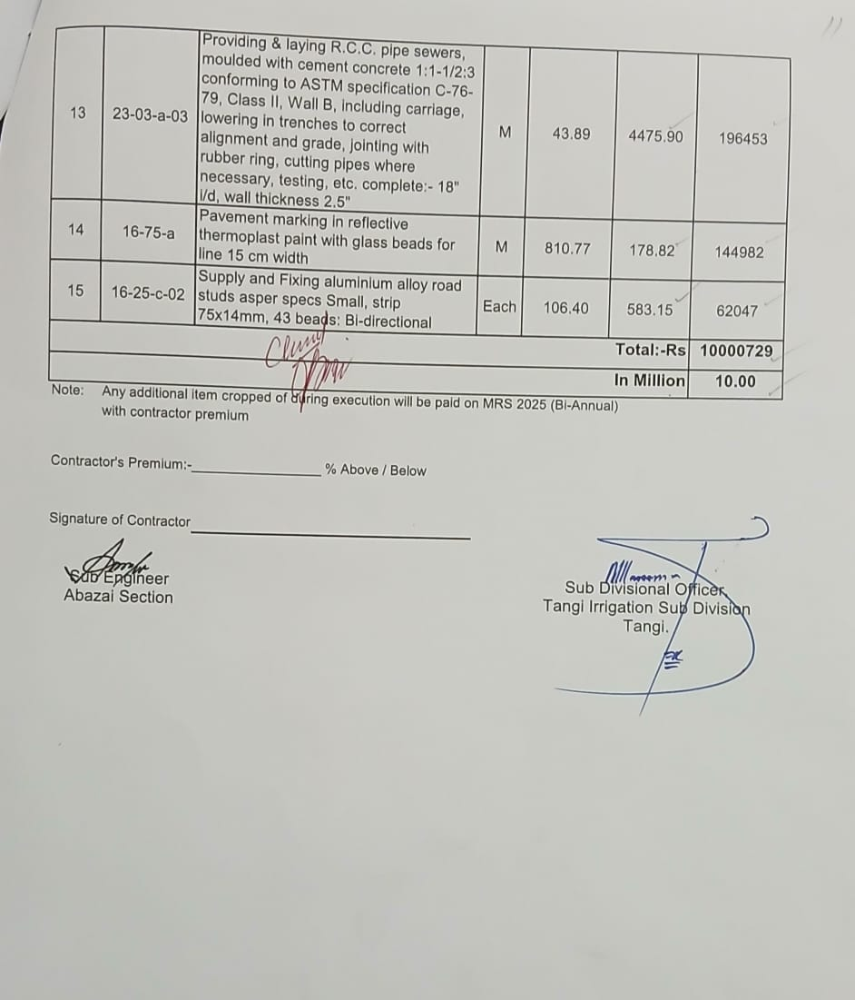 Providing & laying R.C.C. pipe sewers,
moulded with cement concrete 1:1-1/2:3
conforming to ASTM specification C-76-
79, Class II, Wall B, including carriage,
13 23-03-a-03 lowering in trenches to correct M 43.89 4475.90 196453
alignment and grade, jointing with
rubber ring, cutting pipes where
necessary, testing, etc. complete:- 18"
i/d, wall thickness 2.5"
Pavement marking in reflective
14 16-75-a thermoplast paint with glass beads for M 810.77 178.82 144982
line 15 cm width
Supply and Fixing aluminium alloy road
15 16-25-c-02 studs asper specs Small, strip Each 106.40 583.15 62047
75x14mm, 43 beads: Bi-directional
Total:-Rs 10000729
In Million 10.00
Note: Any additional item cropped of during execution will be paid on MRS 2025 (Bi-Annual)
with contractor premium
Contractor's Premium:- % Above / Below
Signature of Contractor
Sub Engineer
Abazai Section
Sub Divisional Officer,
Tangi Irrigation Sub Division
Tangi.